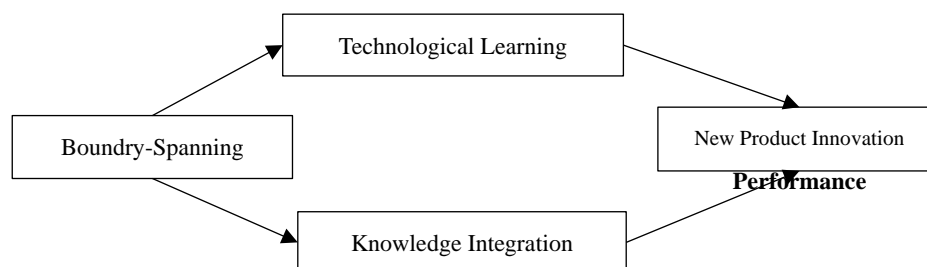 Technological Learning
Boundry-Spanning
New Product Innovation
Performance
Knowledge Integration